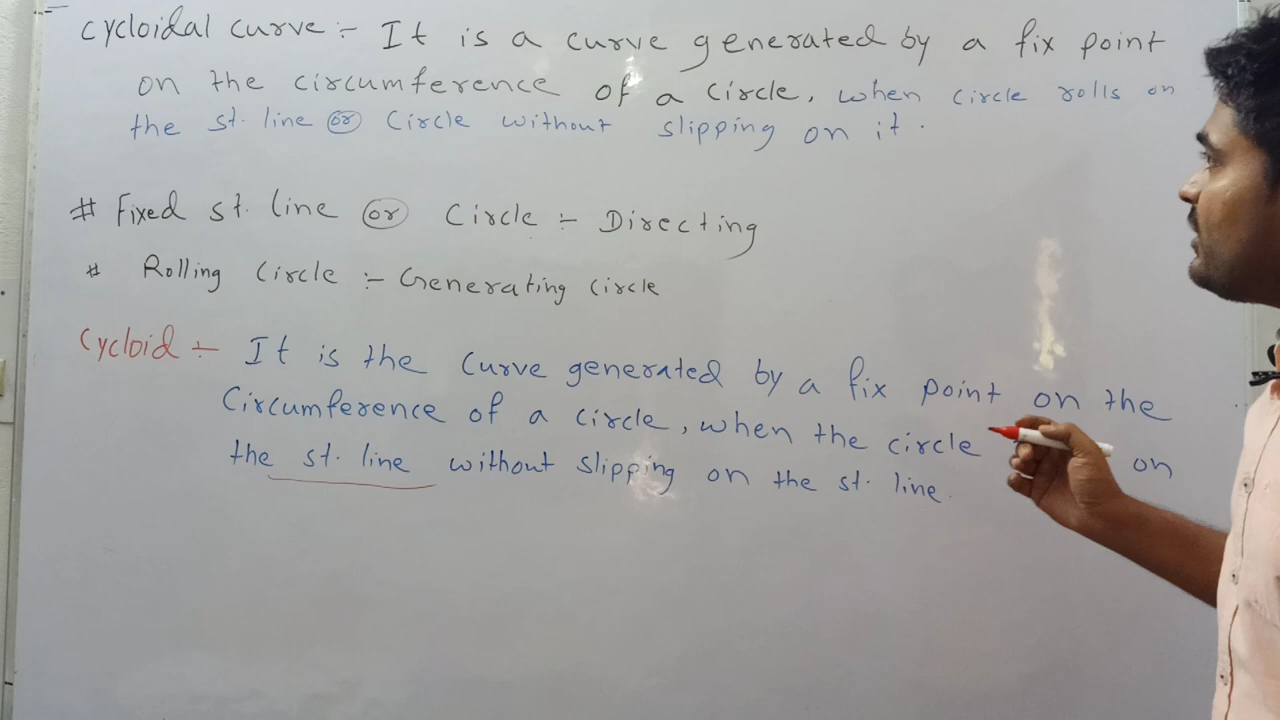 Cycloidal curve :- It is a curve generated by a fix point
on the circumference of a circle, when circle rolls on
the st. line or circle without slipping on it.
# Fixed st. line or Circle :- Directing
# Rolling Circle :- Generating circle
Cycloid :- It is the curve generated by a fix point on the
Circumference of a circle, when the circle on
the st. line without slipping on the st. line.